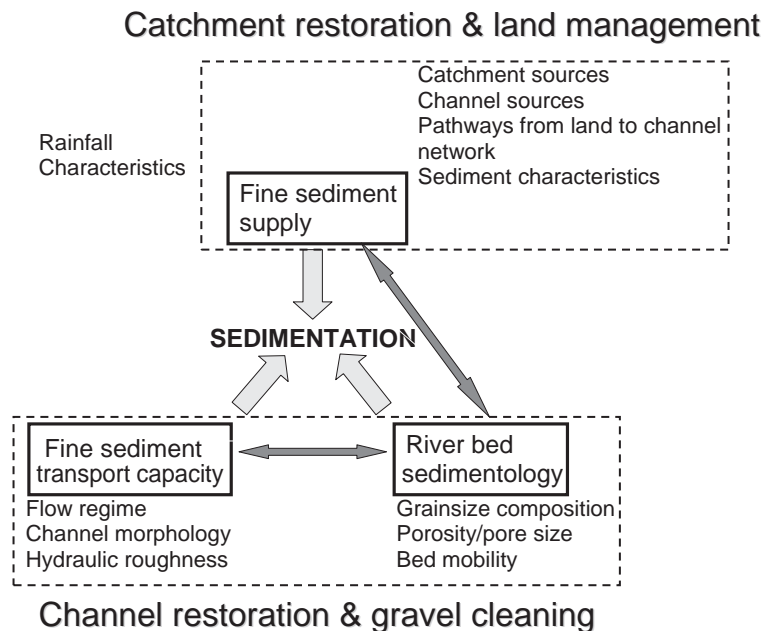 Catchment restoration & land management
Catchment sources
Channel sources
Pathways from land to channel
network
Sediment characteristics
Rainfall
Characteristics
Fine sediment
supply
SEDIMENTATION
Fine sediment
transport capacity
River bed
sedimentology
Flow regime
Channel morphology
Hydraulic roughness
Grainsize composition
Porosity/pore size
Bed mobility
Channel restoration & gravel cleaning